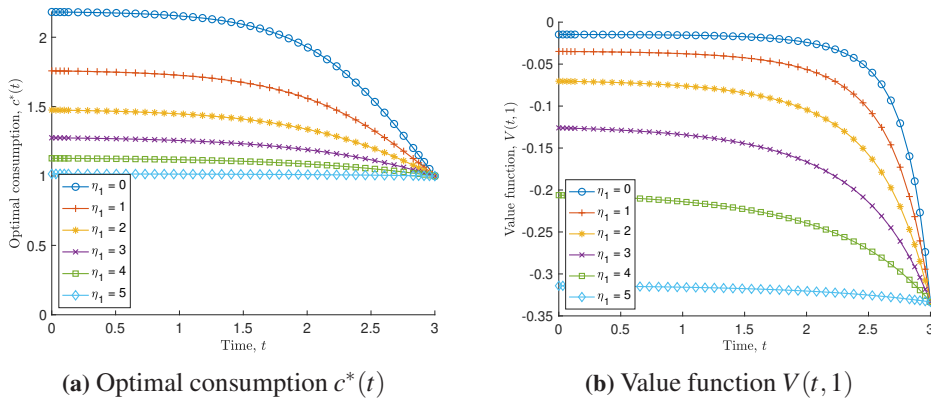 2
1.5
1
0.5
0
Optimal consumption, c*(t)
η₁ = 0
η₁ = 1
η₁ = 2
η₁ = 3
η₁ = 4
η₁ = 5
0 0.5 1 1.5 2 2.5 3
Time, t
(a) Optimal consumption c*(t)
0
-0.05
-0.1
-0.15
-0.2
-0.25
-0.3
-0.35
Value function, V(t, 1)
η₁ = 0
η₁ = 1
η₁ = 2
η₁ = 3
η₁ = 4
η₁ = 5
0 0.5 1 1.5 2 2.5 3
Time, t
(b) Value function V(t, 1)